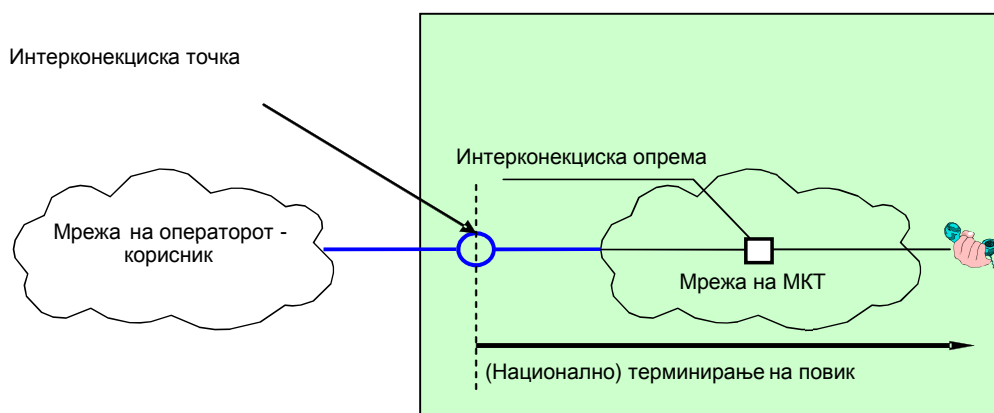 Интерконекциска точка
Интерконекциска опрема
Мрежа на операторот -
корисник
Мрежа на МКТ
(Национално) терминирање на повик